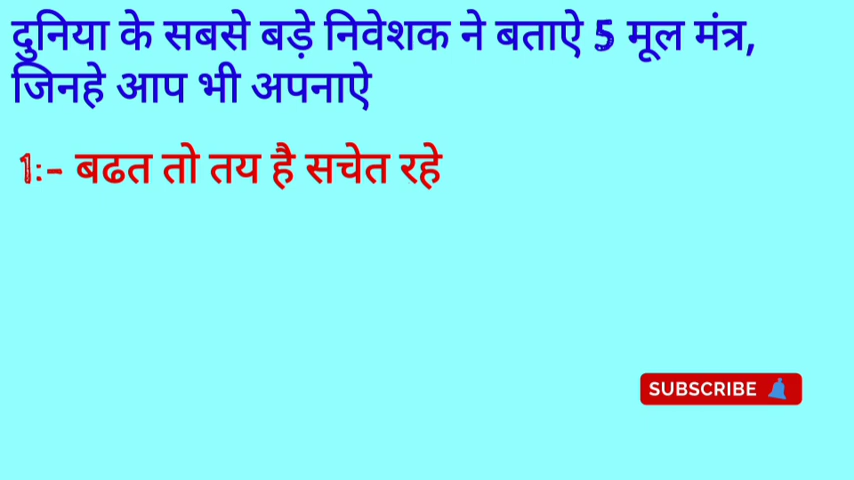 दुनिया के सबसे बड़े निवेशक ने बताऐ 5 मूल मंत्र,
जिनहे आप भी अपनाऐ
1:- बढत तो तय है सचेत रहे
SUBSCRIBE